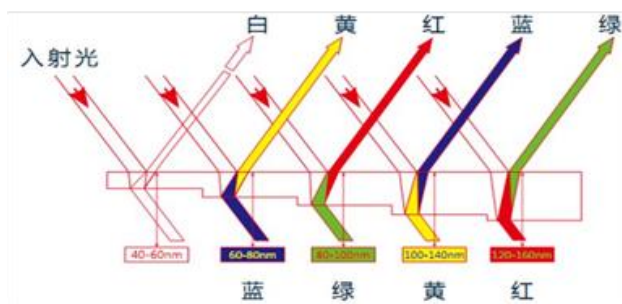 白 黄 红 蓝 绿
入射光
40-60nm 60-80nm 80-100nm 100-140nm 120-160nm
蓝 绿 黄 红